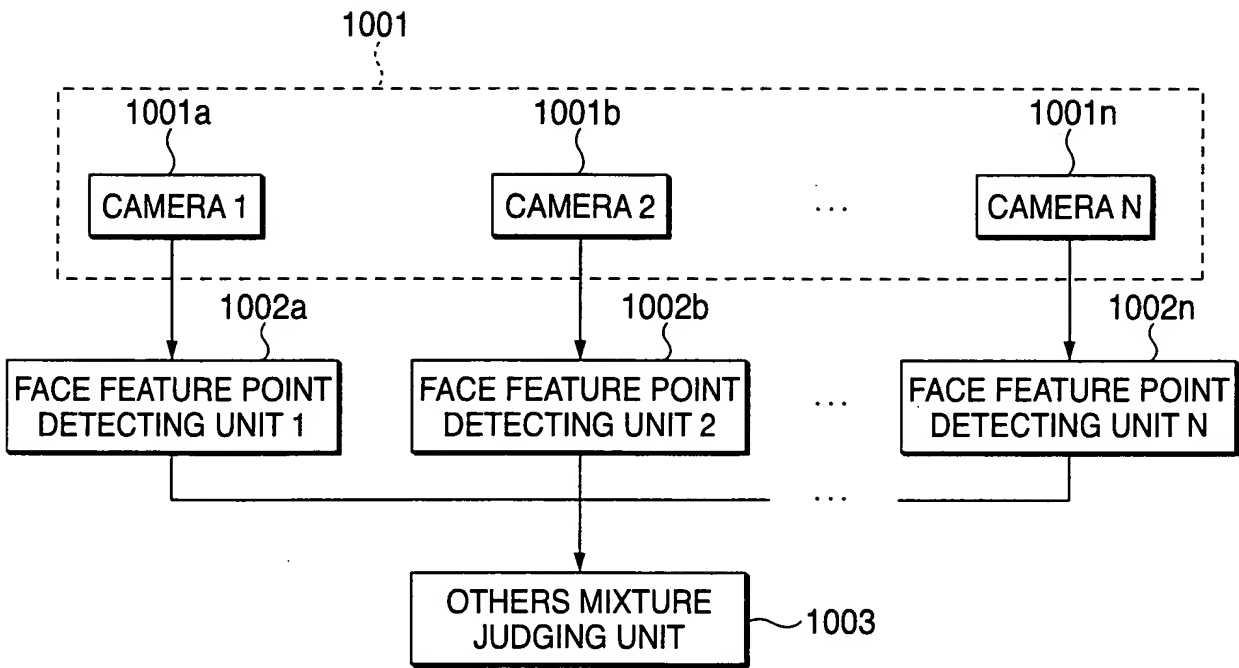 1001
1001a
1001b
1001n
CAMERA 1
CAMERA 2
...
CAMERA N
1002a
1002b
1002n
FACE FEATURE POINT
DETECTING UNIT 1
FACE FEATURE POINT
DETECTING UNIT 2
...
FACE FEATURE POINT
DETECTING UNIT N
...
OTHERS MIXTURE
JUDGING UNIT
1003